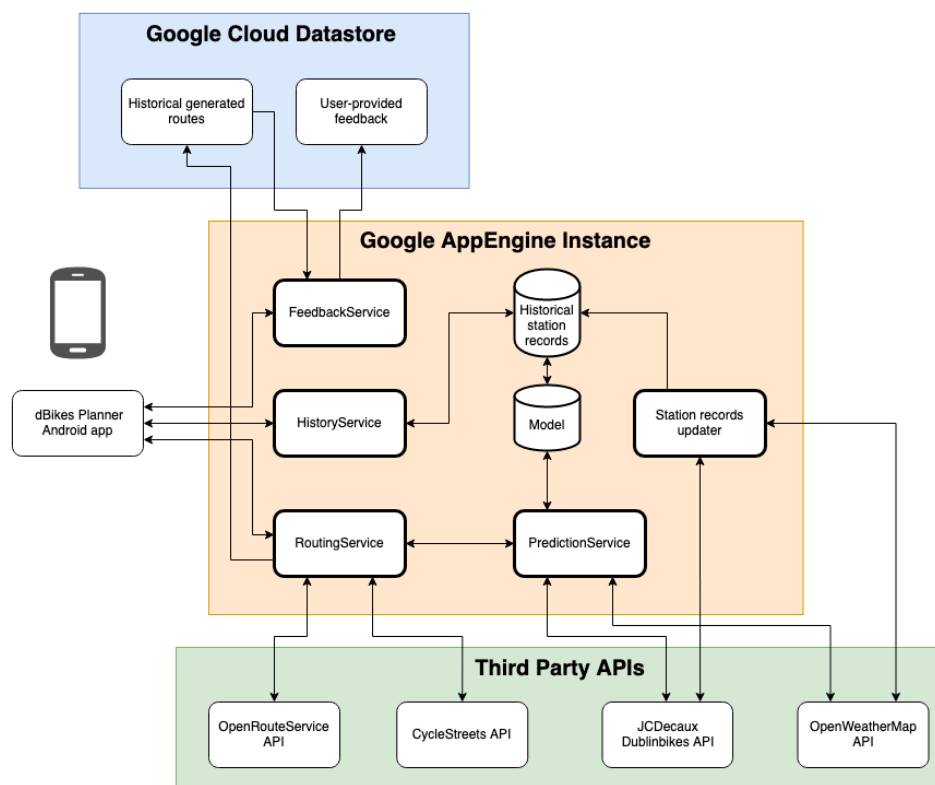 Google Cloud Datastore
Historical generated
routes
User-provided
feedback
Google AppEngine Instance
FeedbackService
Historical
station
records
dBikes Planner
Android app
HistoryService
Model
Station records
updater
RoutingService
PredictionService
Third Party APIs
OpenRouteService
API
CycleStreets API
JCDecaux
Dublinbikes API
OpenWeatherMap
API